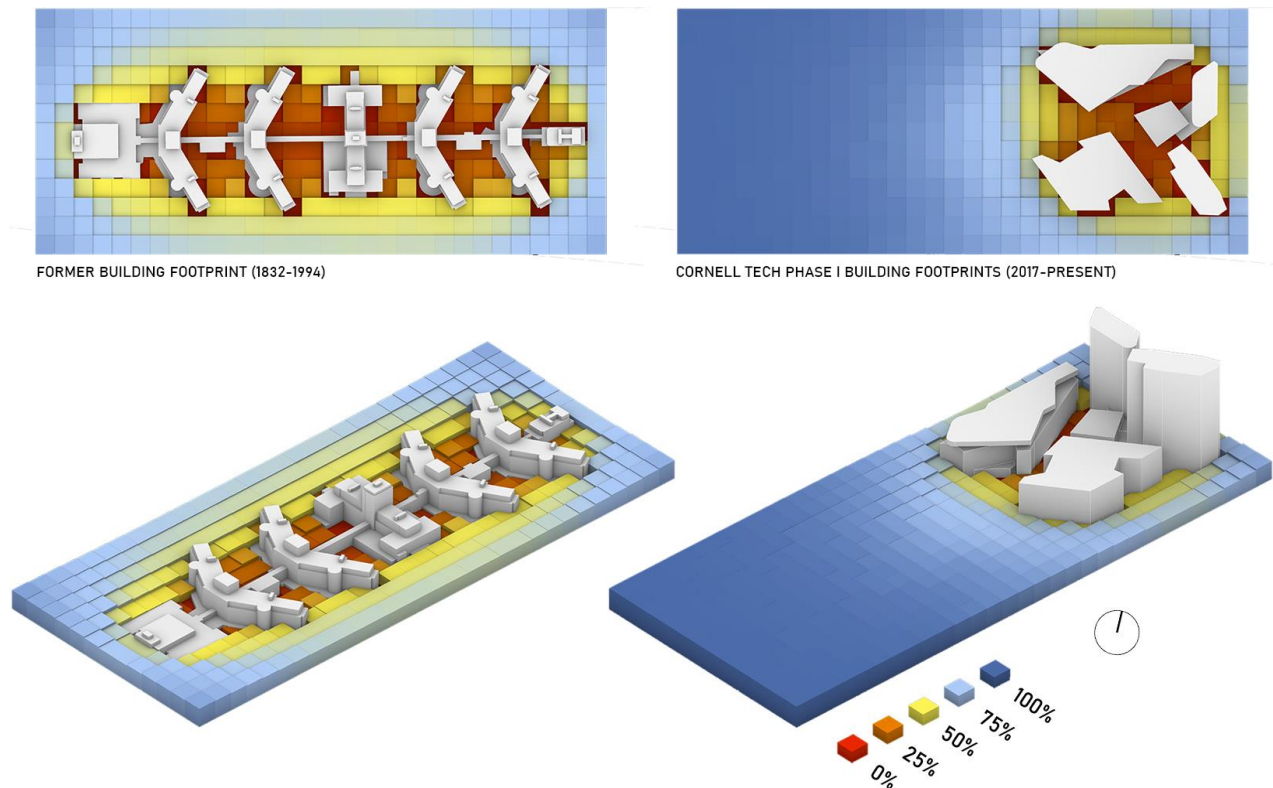 FORMER BUILDING FOOTPRINT (1832-1994)
CORNELL TECH PHASE I BUILDING FOOTPRINTS (2017-PRESENT)
100%
75%
50%
25%
0%